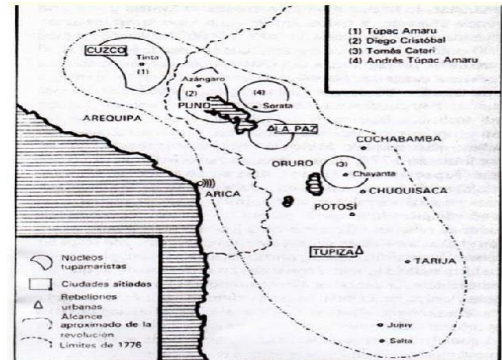 (1) Túpac Amaru
(2) Diego Cristóbal
(3) Tomás Catari
(4) Andrés Túpac Amaru
CUZCO
Tinta
(1)
Azángaro
(2)
(4)
PUNO
Sorata
AREQUIPA
LA PAZ
COCHABAMBA
ORURO
(3)
Chayanta
ARICA
CHUQUISACA
POTOSI
TUPIZA
TARIJA
Jujuy
Salta
Núcleos
tupamaristas
Ciudades sitiadas
Rebeliones
urbanas
Alcance
aproximado de la
revolución
Límites de 1776